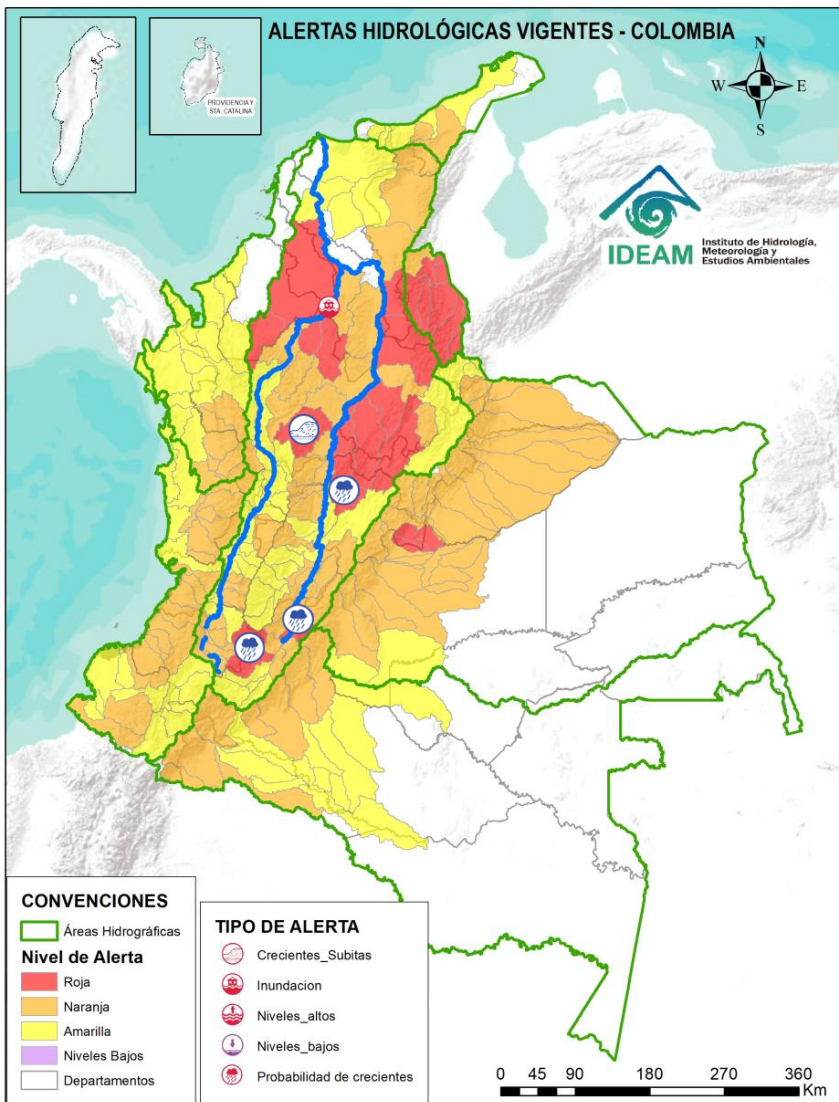 ALERTAS HIDROLÓGICAS VIGENTES - COLOMBIA
PROVIDENCIA Y
STA. CATALINA
N
W
E
S
IDEAM
Instituto de Hidrología,
Meteorología y
Estudios Ambientales
CONVENCIONES
Áreas Hidrográficas
Nivel de Alerta
Roja
Naranja
Amarilla
Niveles Bajos
Departamentos
TIPO DE ALERTA
Crecientes_Subitas
Inundacion
Niveles_altos
Niveles_bajos
Probabilidad de crecientes
0 45 90 180 270 360
Km